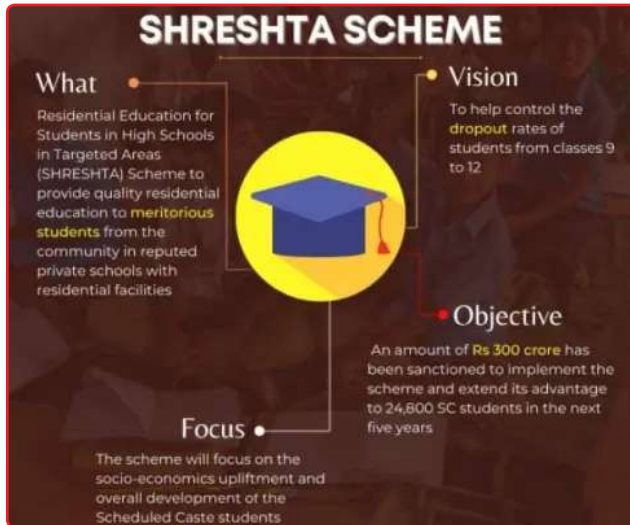 SHRESHTA SCHEME
What
Residential Education for
Students in High Schools
in Targeted Areas
(SHRESHTA) Scheme to
provide quality residential
education to meritorious
students from the
community in reputed
private schools with
residential facilities
Vision
To help control the
dropout rates of
students from classes 9
to 12
Objective
An amount of Rs 300 crore has
been sanctioned to implement the
scheme and extend its advantage
to 24,800 SC students in the next
five years
Focus
The scheme will focus on the
socio-economics upliftment and
overall development of the
Scheduled Caste students